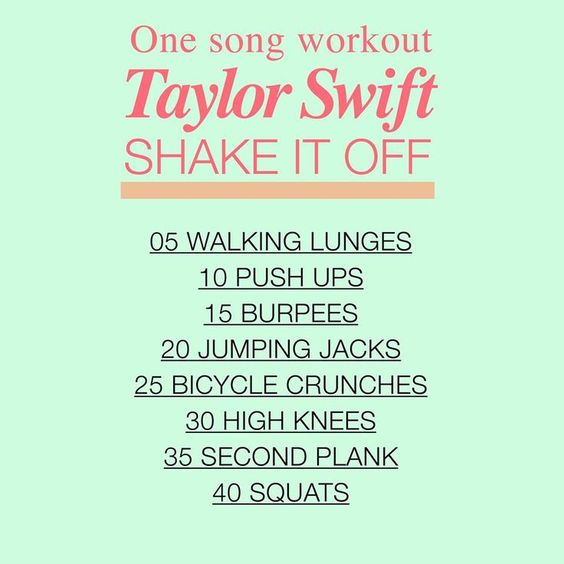 One song workout
Taylor Swift
SHAKE IT OFF
05 WALKING LUNGES
10 PUSH UPS
15 BURPEES
20 JUMPING JACKS
25 BICYCLE CRUNCHES
30 HIGH KNEES
35 SECOND PLANK
40 SQUATS